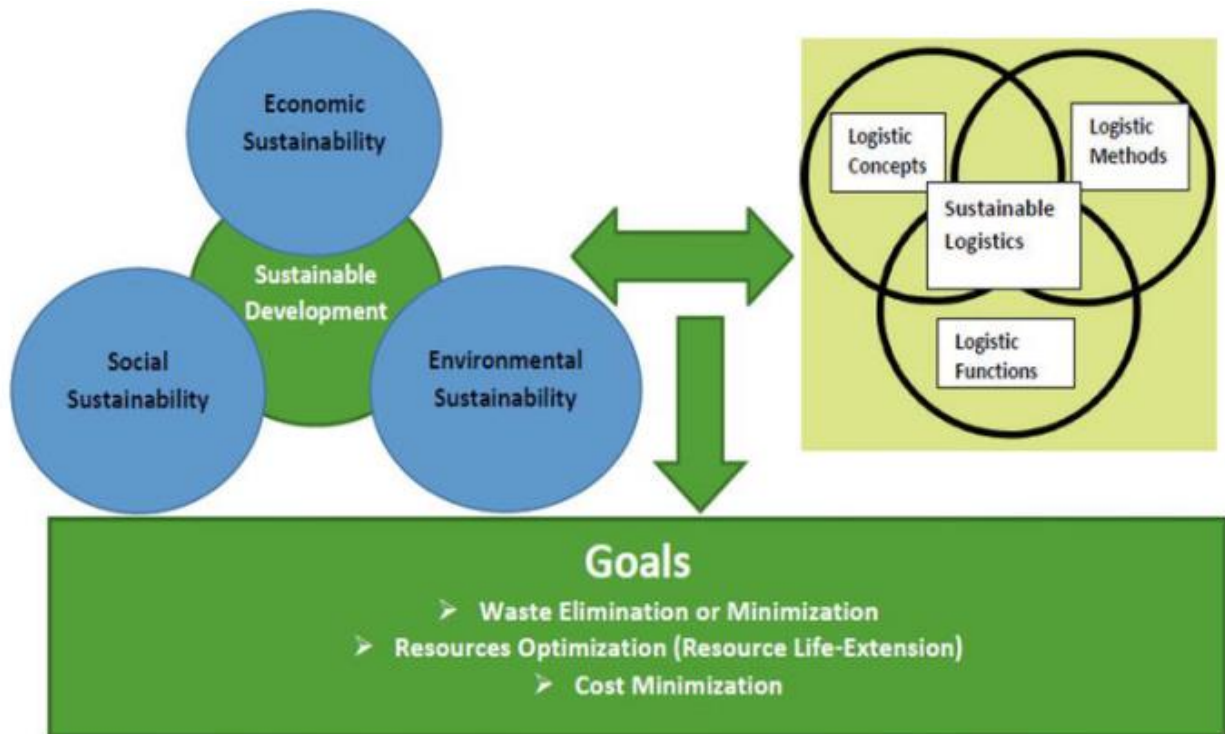 Economic
Sustainability
Sustainable
Development
Social
Sustainability
Environmental
Sustainability
Logistic
Concepts
Logistic
Methods
Sustainable
Logistics
Logistic
Functions
Goals
➢ Waste Elimination or Minimization
➢ Resources Optimization (Resource Life-Extension)
➢ Cost Minimization